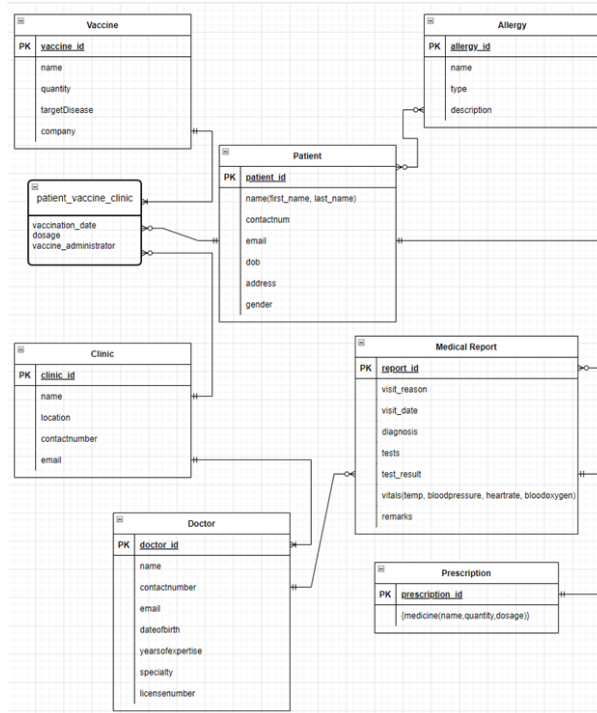 Vaccine
PK vaccine_id
name
quantity
targetDisease
company
Allergy
PK allergy_id
name
type
description
patient_vaccine_clinic
vaccination_date
dosage
vaccine_administrator
Patient
PK patient_id
name(first_name, last_name)
contactnum
email
dob
address
gender
Clinic
PK clinic_id
name
location
contactnumber
email
Medical Report
PK report_id
visit_reason
visit_date
diagnosis
tests
test_result
vitals(temp, bloodpressure, heartrate, bloodoxygen)
remarks
Doctor
PK doctor_id
name
contactnumber
email
dateofbirth
yearsofexpertise
specialty
licensenumber
Prescription
PK prescription_id
{medicine(name,quantity,dosage)}